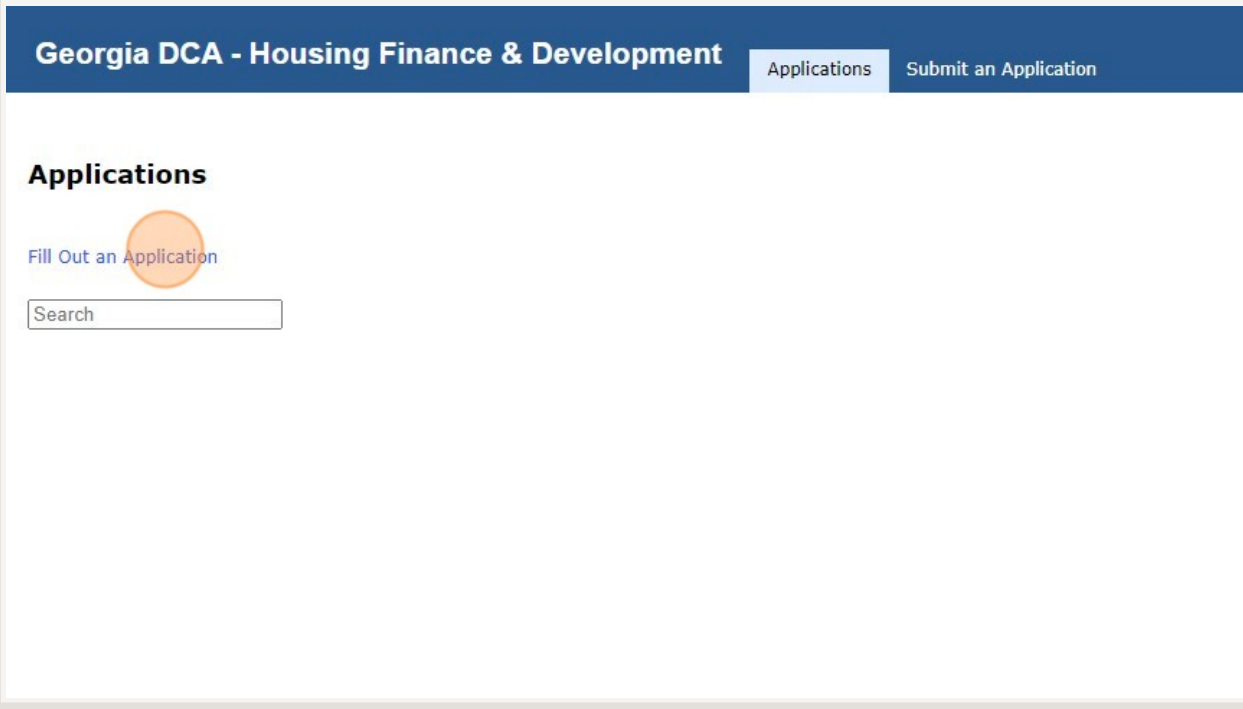 Georgia DCA - Housing Finance & Development
Applications
Submit an Application
Applications
Fill Out an Application
Search